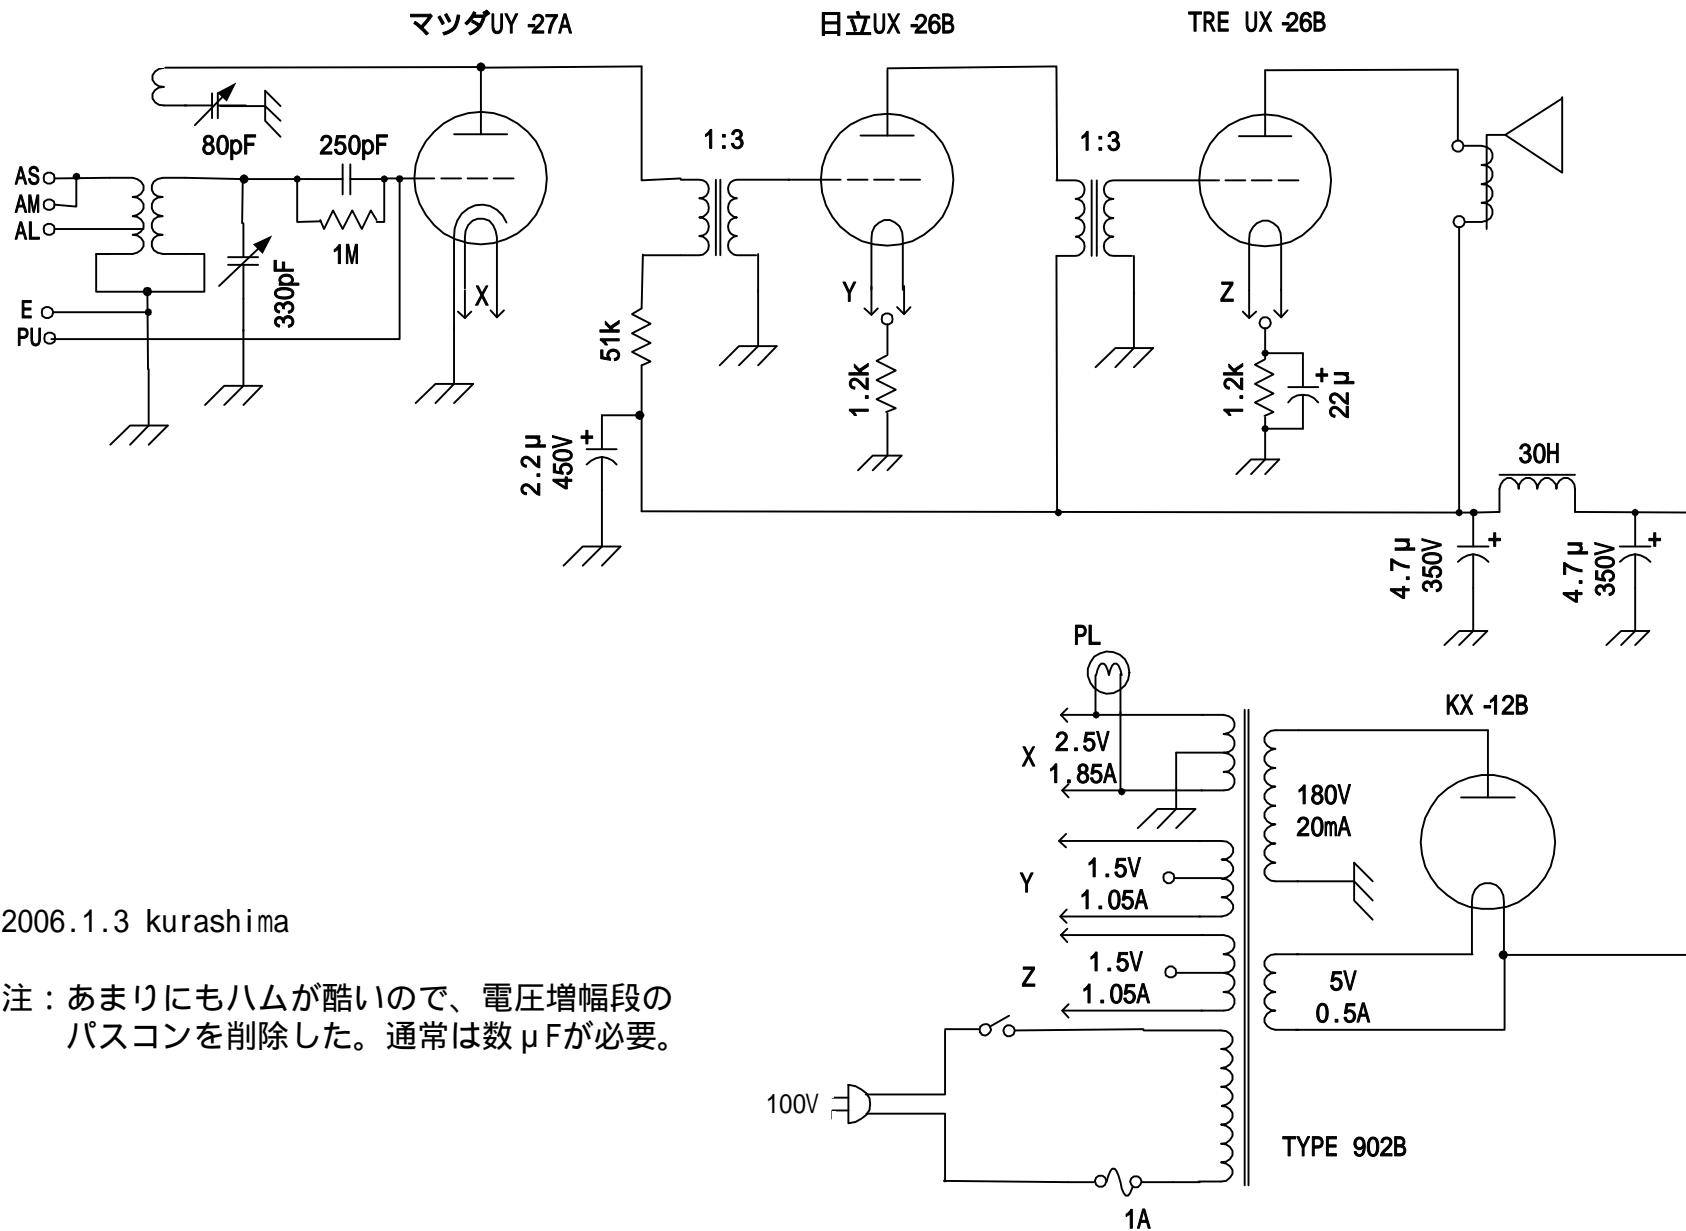 マツダUY-27A
日立UX-26B
TRE UX-26B
80pF
250pF
1:3
1:3
AS
AM
AL
1M
330pF
E
PU
X
Y
Z
51k
1.2k
1.2k
22μ
2.2μ
450V
30H
4.7μ
350V
4.7μ
350V
PL
KX-12B
X
2.5V
1.85A
180V
20mA
Y
1.5V
1.05A
Z
1.5V
1.05A
5V
0.5A
2006.1.3 kurashima
注:あまりにもハムが酷いので、電圧増幅段の
パスコンを削除した。通常は数μFが必要。
100V
TYPE 902B
1A